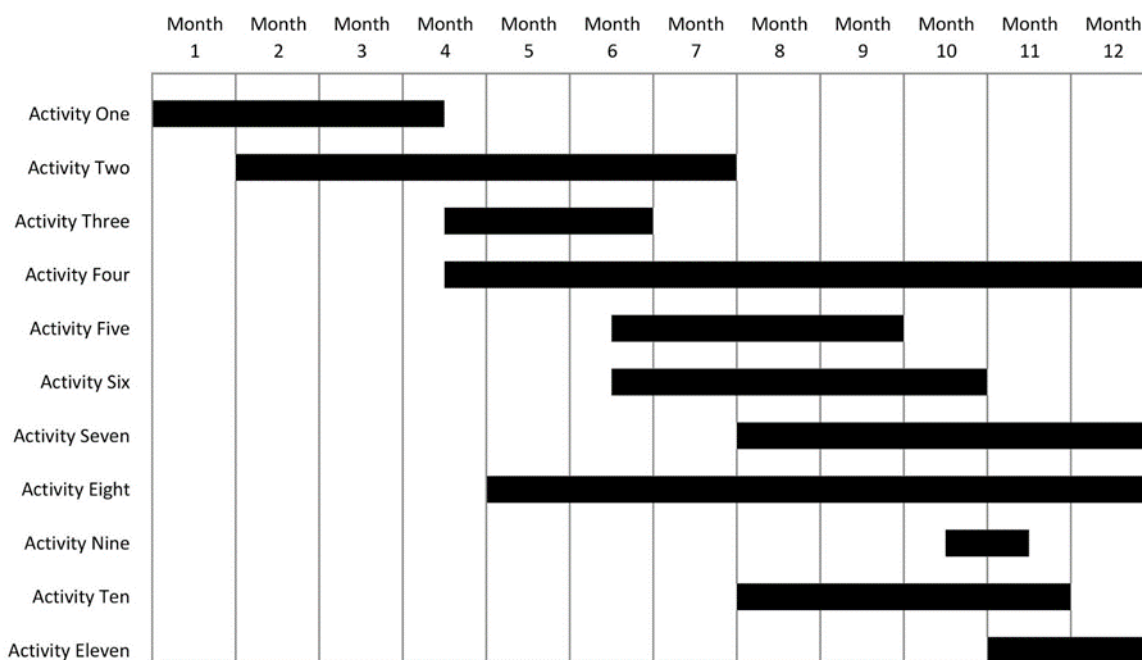 Month Month Month Month Month Month Month Month Month Month Month Month
1 2 3 4 5 6 7 8 9 10 11 12
Activity One
Activity Two
Activity Three
Activity Four
Activity Five
Activity Six
Activity Seven
Activity Eight
Activity Nine
Activity Ten
Activity Eleven